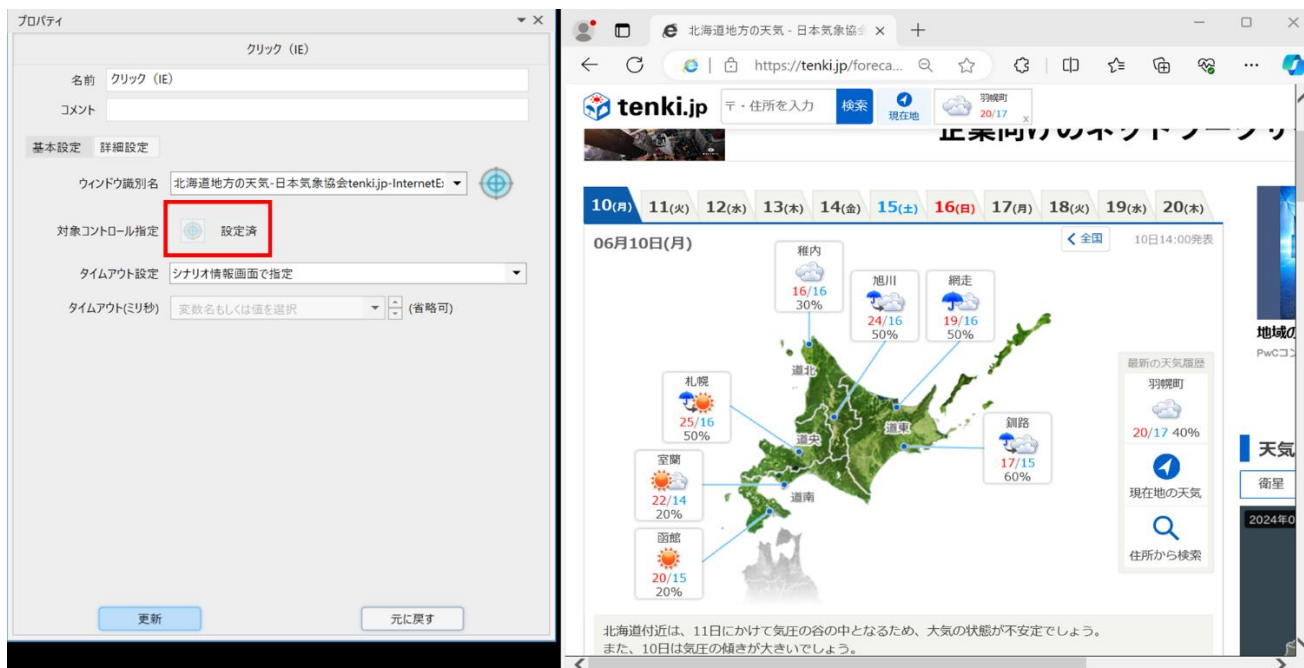 プロパティ
クリック（IE）
名前 クリック（IE）
コメント
基本設定 詳細設定
ウィンドウ識別名 北海道地方の天気-日本気象協会tenki.jp-InternetE:
対象コントロール指定 設定済
タイムアウト設定 シナリオ情報画面で指定
タイムアウト(ミリ秒) 変数名もしくは値を選択 (省略可)
更新 元に戻す
北海道地方の天気 - 日本気象協会
https://tenki.jp/foreca...
tenki.jp 〒・住所を入力 検索 現在地 羽幌町 20/17 x
企業向けのネットワーク
10(月) 11(火) 12(水) 13(木) 14(金) 15(土) 16(日) 17(月) 18(火) 19(水) 20(木)
06月10日(月) 全国 10日14:00発表
稚内
16/16
30%
旭川
24/16
50%
網走
19/16
50%
道北
札幌
25/16
50%
道央
道東
釧路
17/15
60%
室蘭
22/14
20%
道南
函館
20/15
20%
最新の天気履歴
羽幌町
20/17 40%
現在地の天気
住所から検索
地域の
PwCコン
天気
衛星
2024年0
北海道付近は、11日にかけて気圧の谷の中となるため、大気の状態が不安定でしょう。
また、10日は気圧の傾きが大きいでしょう。